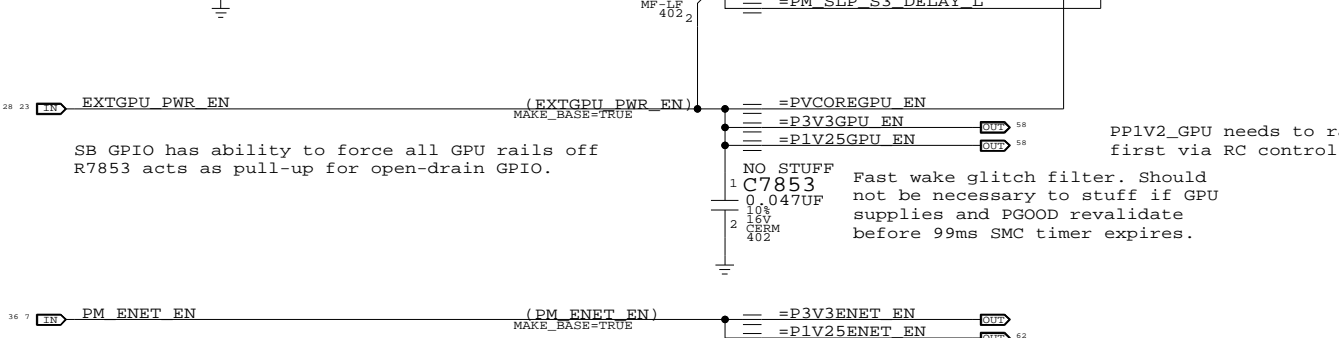 MF-LF
402
2
=PM_SLP_S3_DELAY_L
28 23 IN EXTGPU_PWR_EN
(EXTGPU_PWR_EN)
MAKE_BASE=TRUE
=PVCOREGPU_EN
=P3V3GPU_EN OUT 58
=P1V25GPU_EN OUT 58
SB GPIO has ability to force all GPU rails off
R7853 acts as pull-up for open-drain GPIO.
PP1V2_GPU needs to
first via RC control
NO STUFF
1 C7853
0.047UF
10%
16V
2 CERM
402
Fast wake glitch filter. Should
not be necessary to stuff if GPU
supplies and PGOOD revalidate
before 99ms SMC timer expires.
36 7 IN PM_ENET_EN
(PM_ENET_EN)
MAKE_BASE=TRUE
=P3V3ENET_EN OUT
=P1V25ENET_EN OUT 62